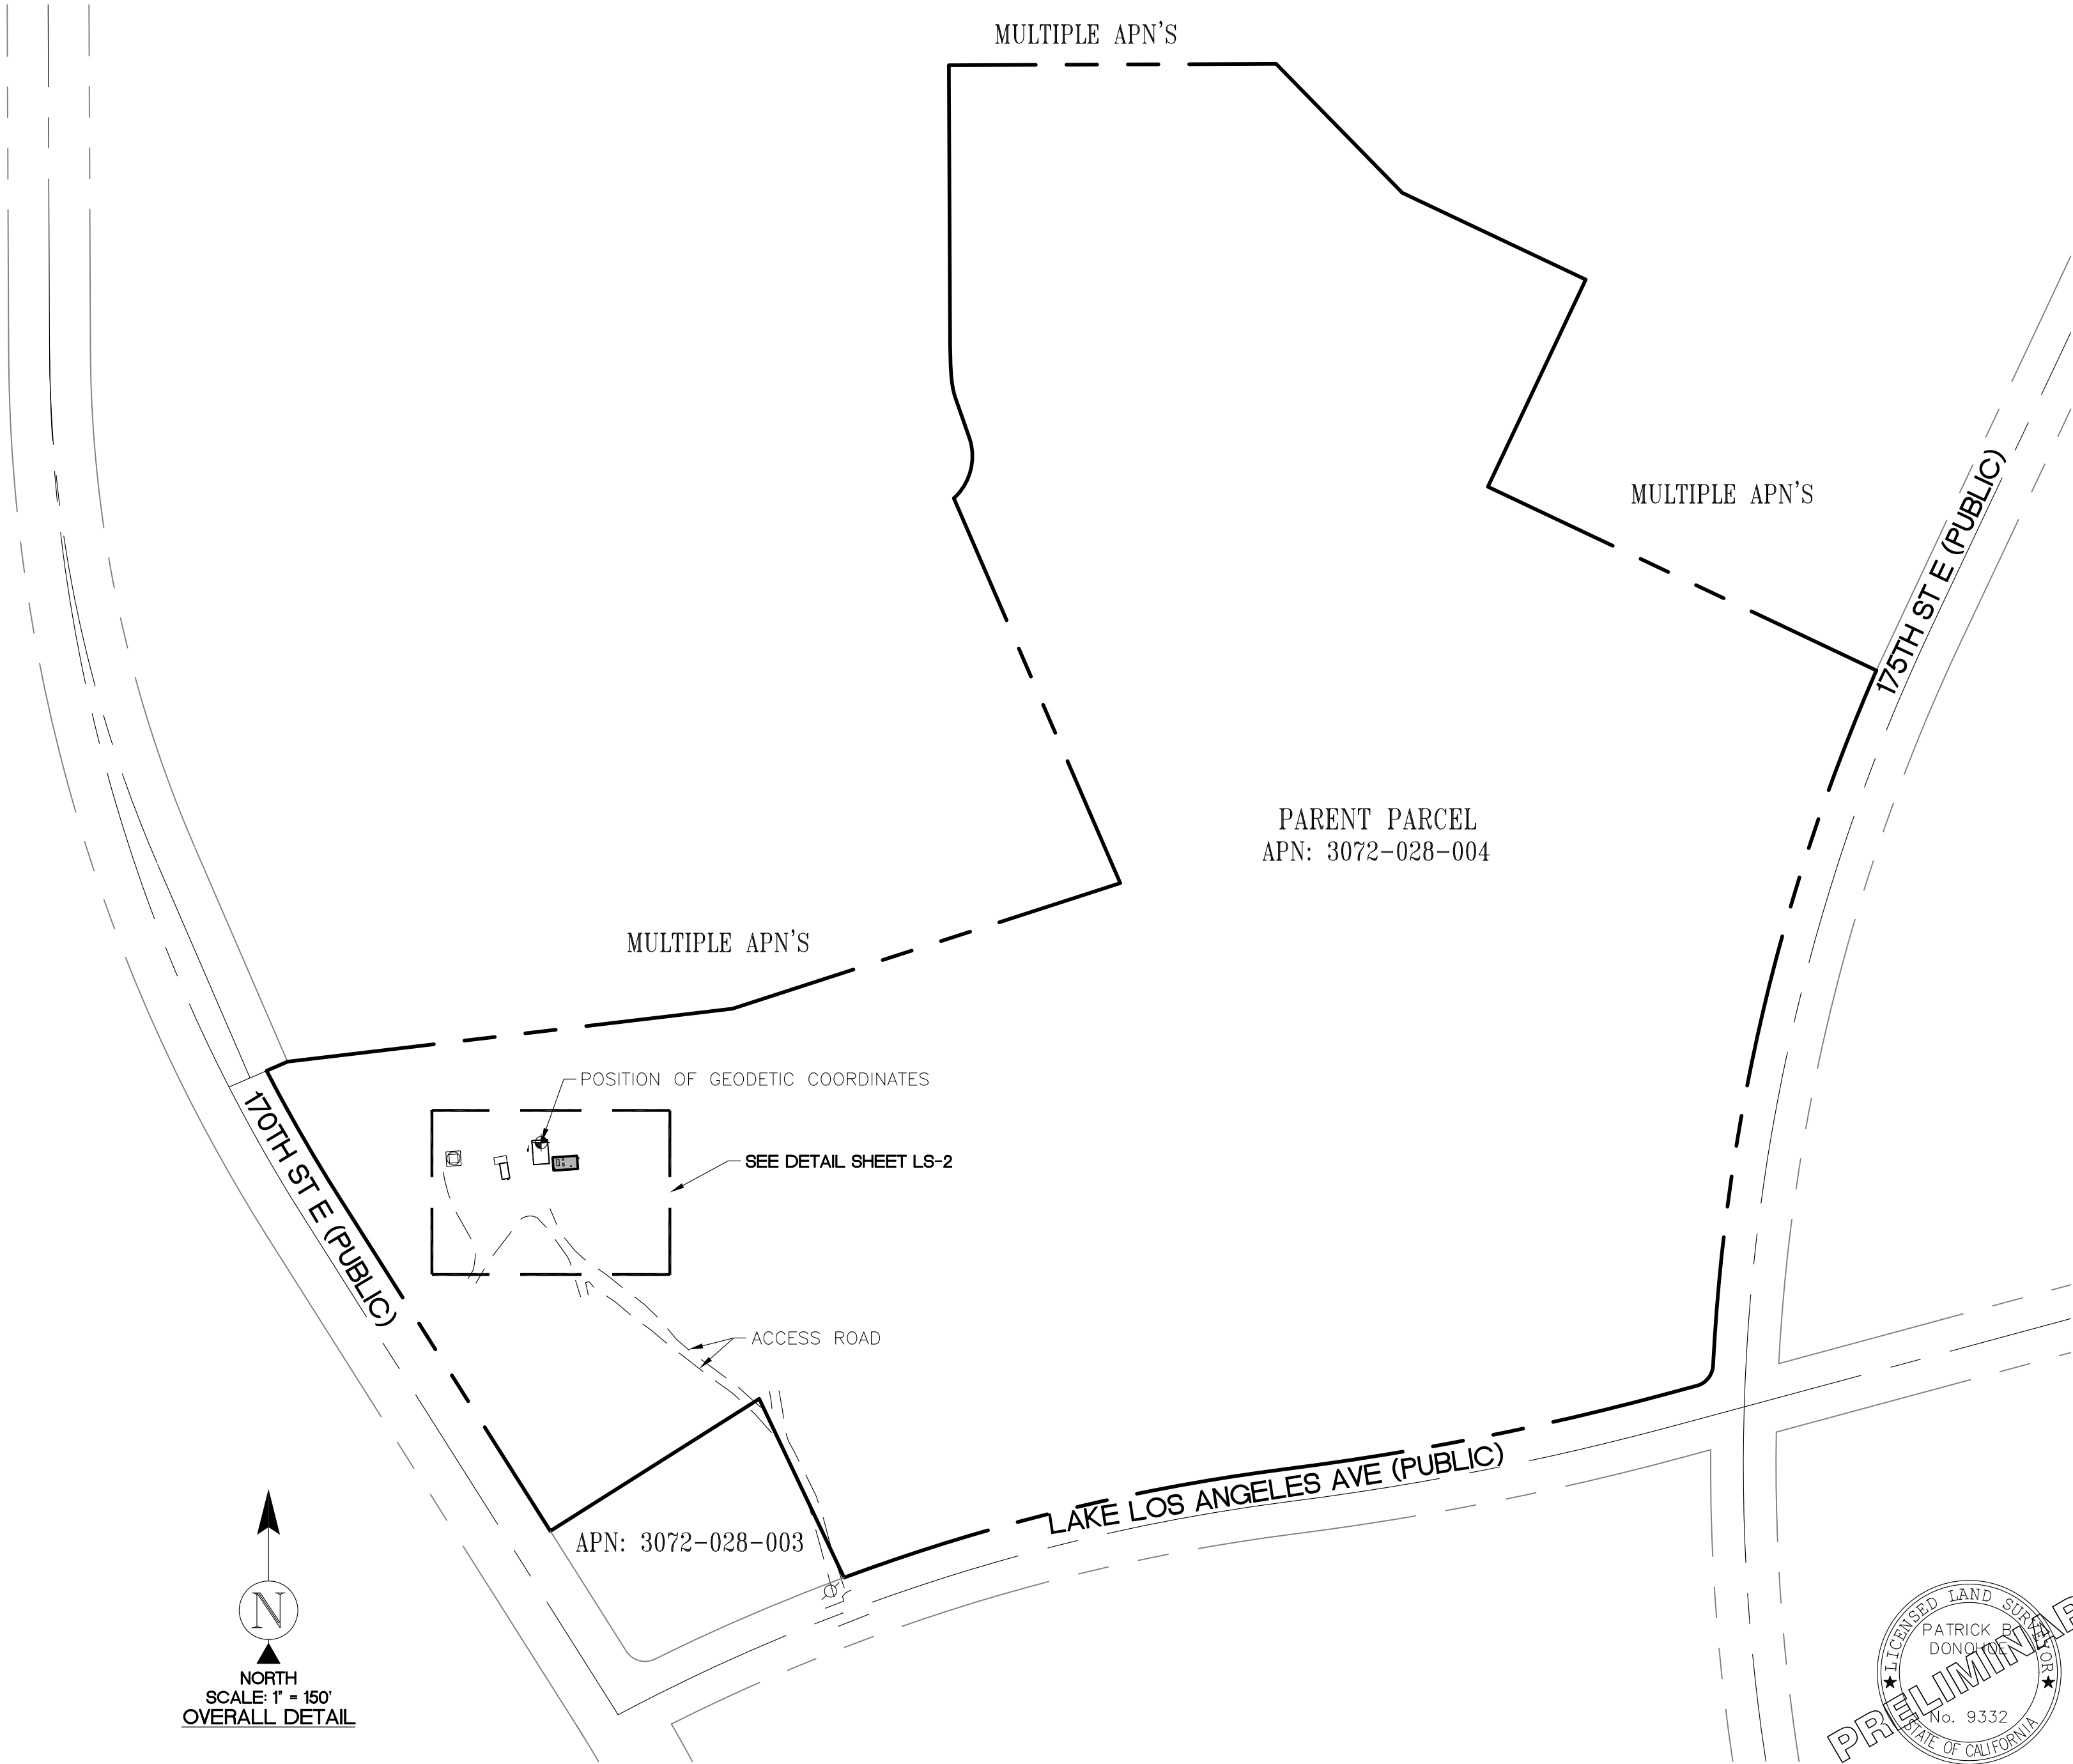 MULTIPLE APN'S
MULTIPLE APN'S
175TH ST E (PUBLIC)
PARENT PARCEL
APN: 3072-028-004
MULTIPLE APN'S
POSITION OF GEODETIC COORDINATES
SEE DETAIL SHEET LS-2
170TH ST E (PUBLIC)
ACCESS ROAD
LAKE LOS ANGELES AVE (PUBLIC)
APN: 3072-028-003
N
NORTH
SCALE: 1" = 150'
OVERALL DETAIL
LICENSED LAND SURVEYOR
PATRICK B.
DONOHOE
No. 9332
STATE OF CALIFORNIA
PRELIMINAR